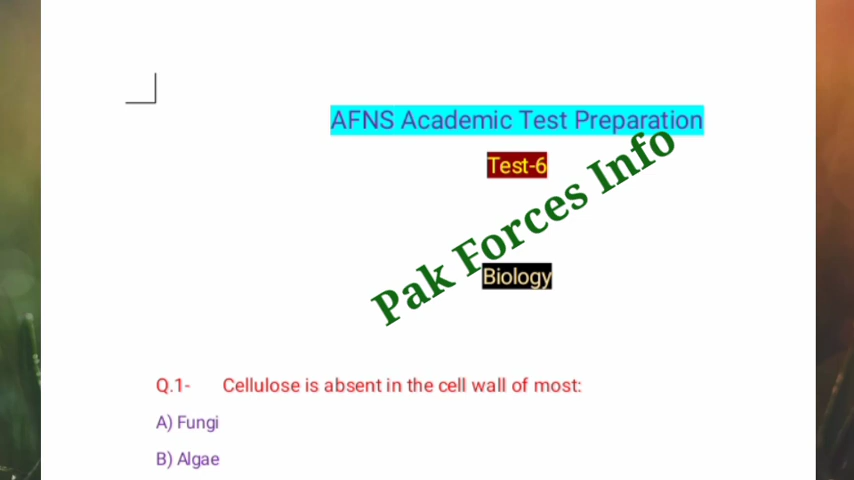 AFNS Academic Test Preparation
Test-6
Pak Forces Info
Biology
Q.1- Cellulose is absent in the cell wall of most:
A) Fungi
B) Algae